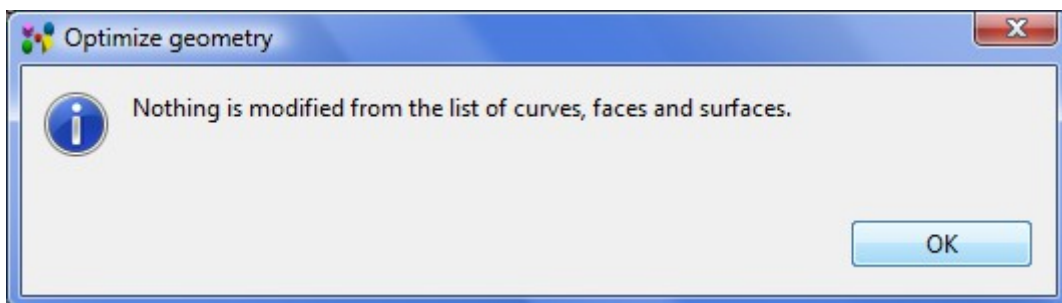 Optimize geometry
Nothing is modified from the list of curves, faces and surfaces.
OK